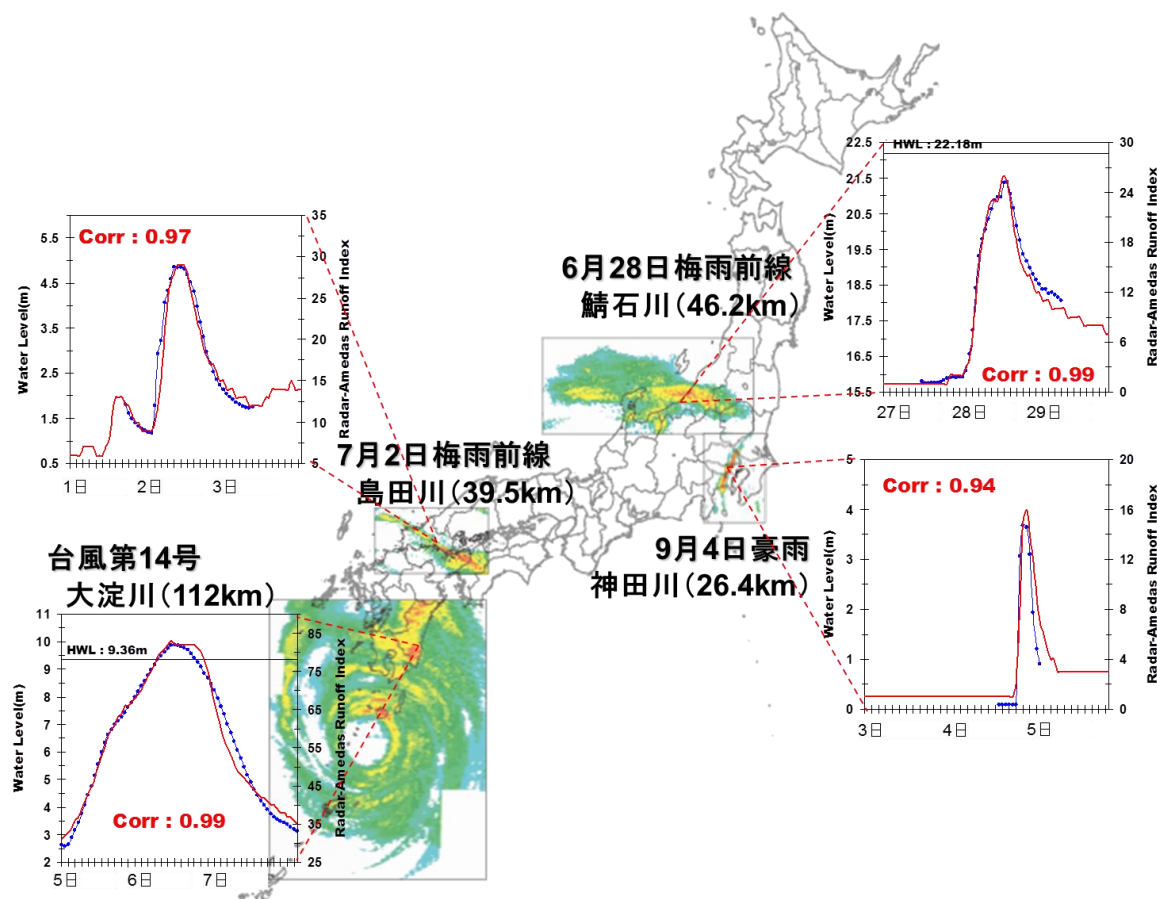 22.5
21.5
20.5
19.5
18.5
17.5
16.5
15.5
Water Level(m)
HWL : 22.18m
Corr : 0.99
30
24
18
12
6
0
Radar-Amedas Runoff Index
27日
28日
29日
6月28日梅雨前線
鯖石川(46.2km)
5.5
4.5
3.5
2.5
1.5
0.5
Water Level(m)
Corr : 0.97
35
30
25
20
15
10
5
Radar-Amedas Runoff Index
1日
2日
3日
7月2日梅雨前線
島田川(39.5km)
5
4
3
2
1
0
Water Level(m)
Corr : 0.94
20
16
12
8
4
0
Radar-Amedas Runoff Index
3日
4日
5日
9月4日豪雨
神田川(26.4km)
台風第14号
大淀川(112km)
11
10
9
8
7
6
5
4
3
2
Water Level(m)
HWL : 9.36m
Corr : 0.99
85
75
65
55
45
35
25
Radar-Amedas Runoff Index
5日
6日
7日